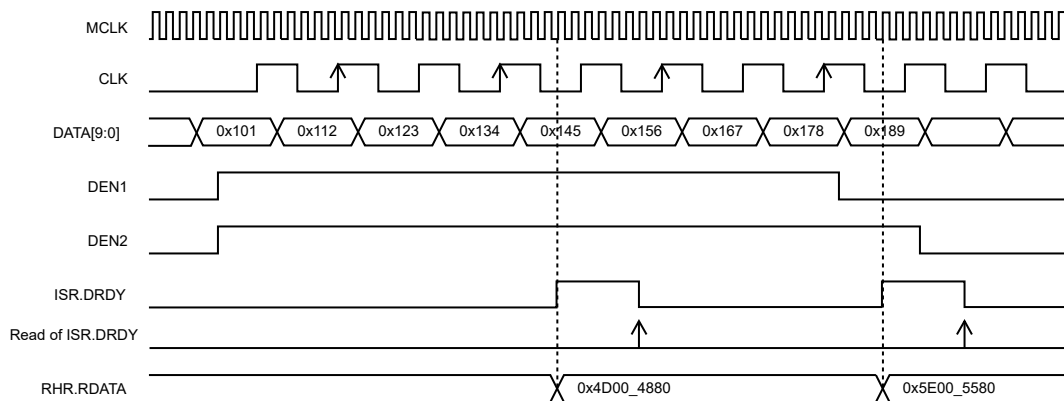 MCLK
CLK
DATA[9:0] 0x101 0x112 0x123 0x134 0x145 0x156 0x167 0x178 0x189
DEN1
DEN2
ISR.DRDY
Read of ISR.DRDY
RHR.RDATA 0x4D00_4880 0x5E00_5580